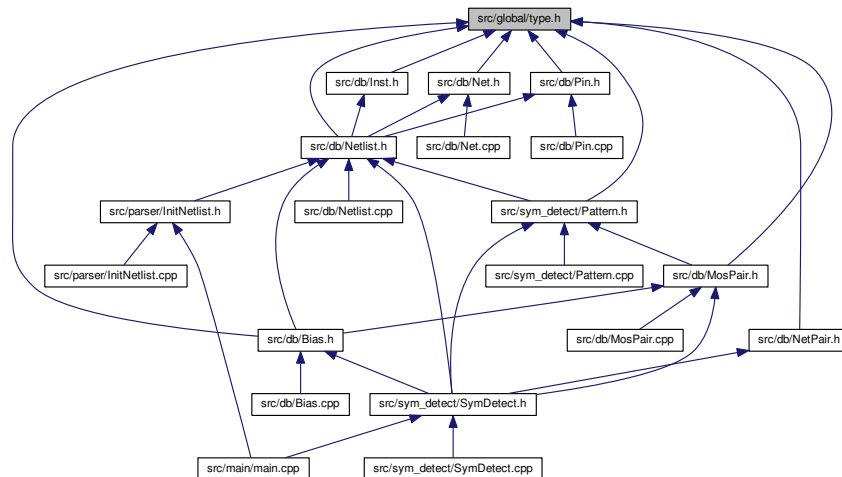 src/global/type.h
src/db/Inst.h
src/db/Net.h
src/db/Pin.h
src/db/Netlist.h
src/db/Net.cpp
src/db/Pin.cpp
src/parser/InitNetlist.h
src/db/Netlist.cpp
src/sym_detect/Pattern.h
src/parser/InitNetlist.cpp
src/sym_detect/Pattern.cpp
src/db/MosPair.h
src/db/Bias.h
src/db/MosPair.cpp
src/db/NetPair.h
src/db/Bias.cpp
src/sym_detect/SymDetect.h
src/main/main.cpp
src/sym_detect/SymDetect.cpp